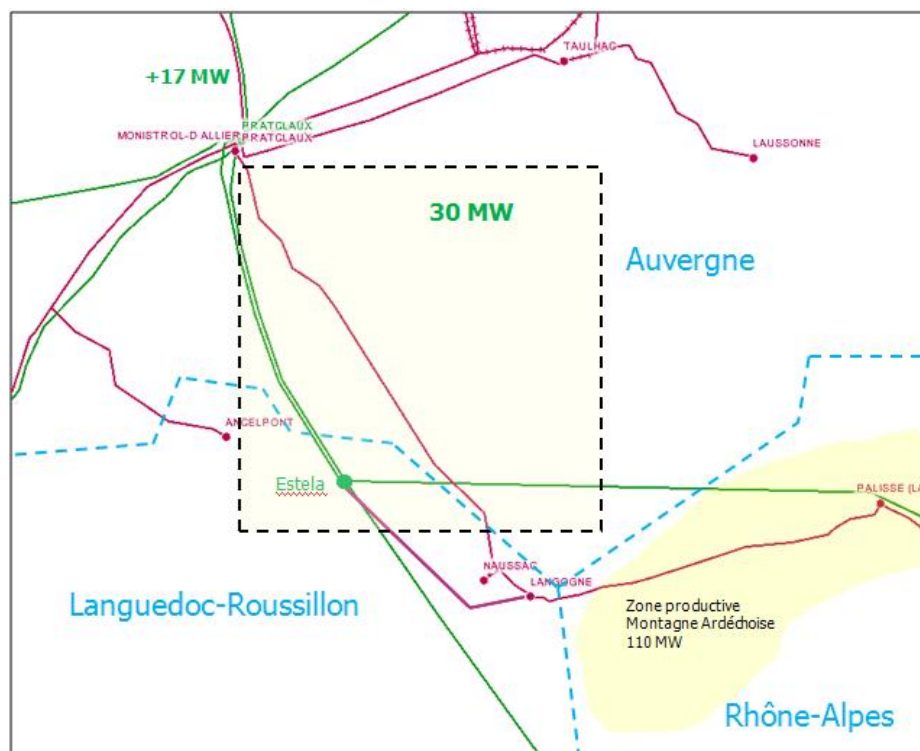 TAULHAC
+17 MW
PRATCLAUX
MONISTROL-D ALLIER PRATCLAUX
LAUSSONNE
30 MW
Auvergne
ANCELPONT
Estela
PALISSE (LA
NAUSSAC
LANGOGNE
Languedoc-Roussillon
Zone productive
Montagne Ardéchoise
110 MW
Rhône-Alpes